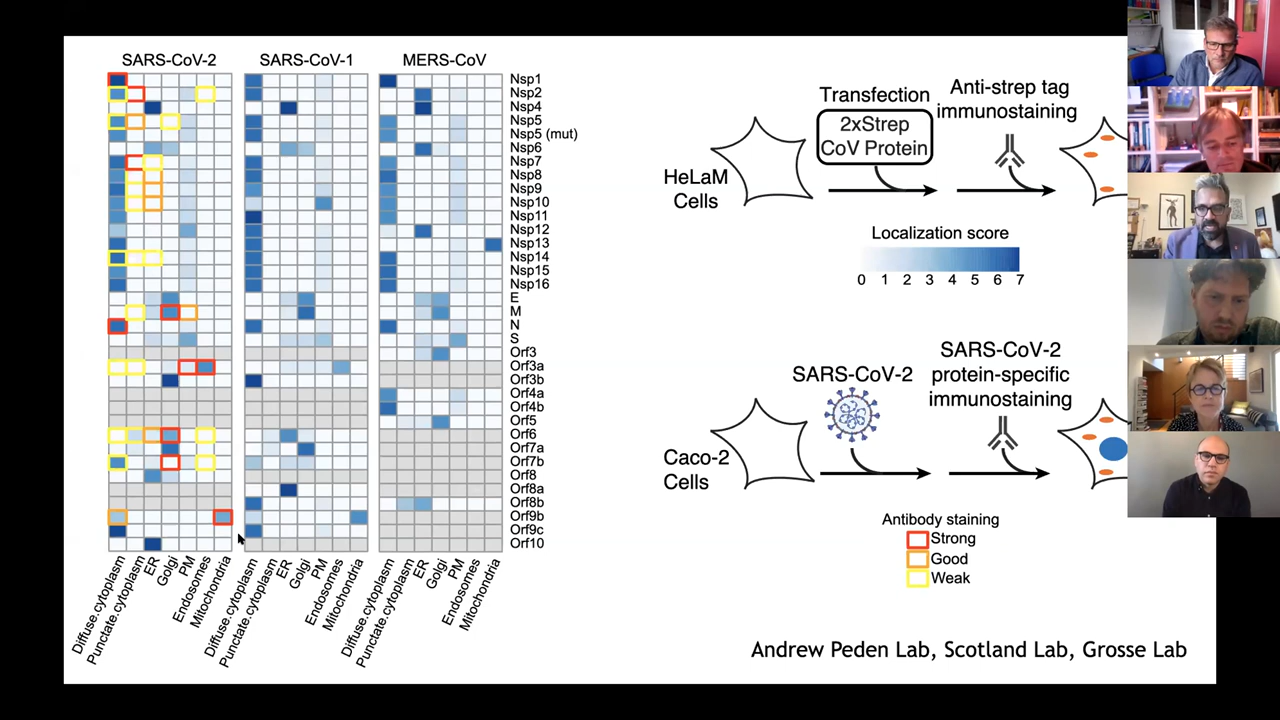 SARS-CoV-2
SARS-CoV-1
MERS-CoV
Nsp1
Nsp2
Nsp4
Nsp5
Nsp5 (mut)
Nsp6
Nsp7
Nsp8
Nsp9
Nsp10
Nsp11
Nsp12
Nsp13
Nsp14
Nsp15
Nsp16
E
M
N
S
Orf3
Orf3a
Orf3b
Orf4a
Orf4b
Orf5
Orf6
Orf7a
Orf7b
Orf8
Orf8a
Orf8b
Orf9b
Orf9c
Orf10
Diffuse.cytoplasm
Punctate.cytoplasm
ER
Golgi
PM
Endosomes
Mitochondria
Diffuse.cytoplasm
Punctate.cytoplasm
ER
Golgi
PM
Endosomes
Mitochondria
Diffuse.cytoplasm
Punctate.cytoplasm
ER
Golgi
PM
Endosomes
Mitochondria
HeLaM
Cells
Transfection
2xStrep
CoV Protein
Anti-strep tag
immunostaining
Localization score
0 1 2 3 4 5 6 7
Caco-2
Cells
SARS-CoV-2
SARS-CoV-2
protein-specific
immunostaining
Antibody staining
Strong
Good
Weak
Andrew Peden Lab, Scotland Lab, Grosse Lab